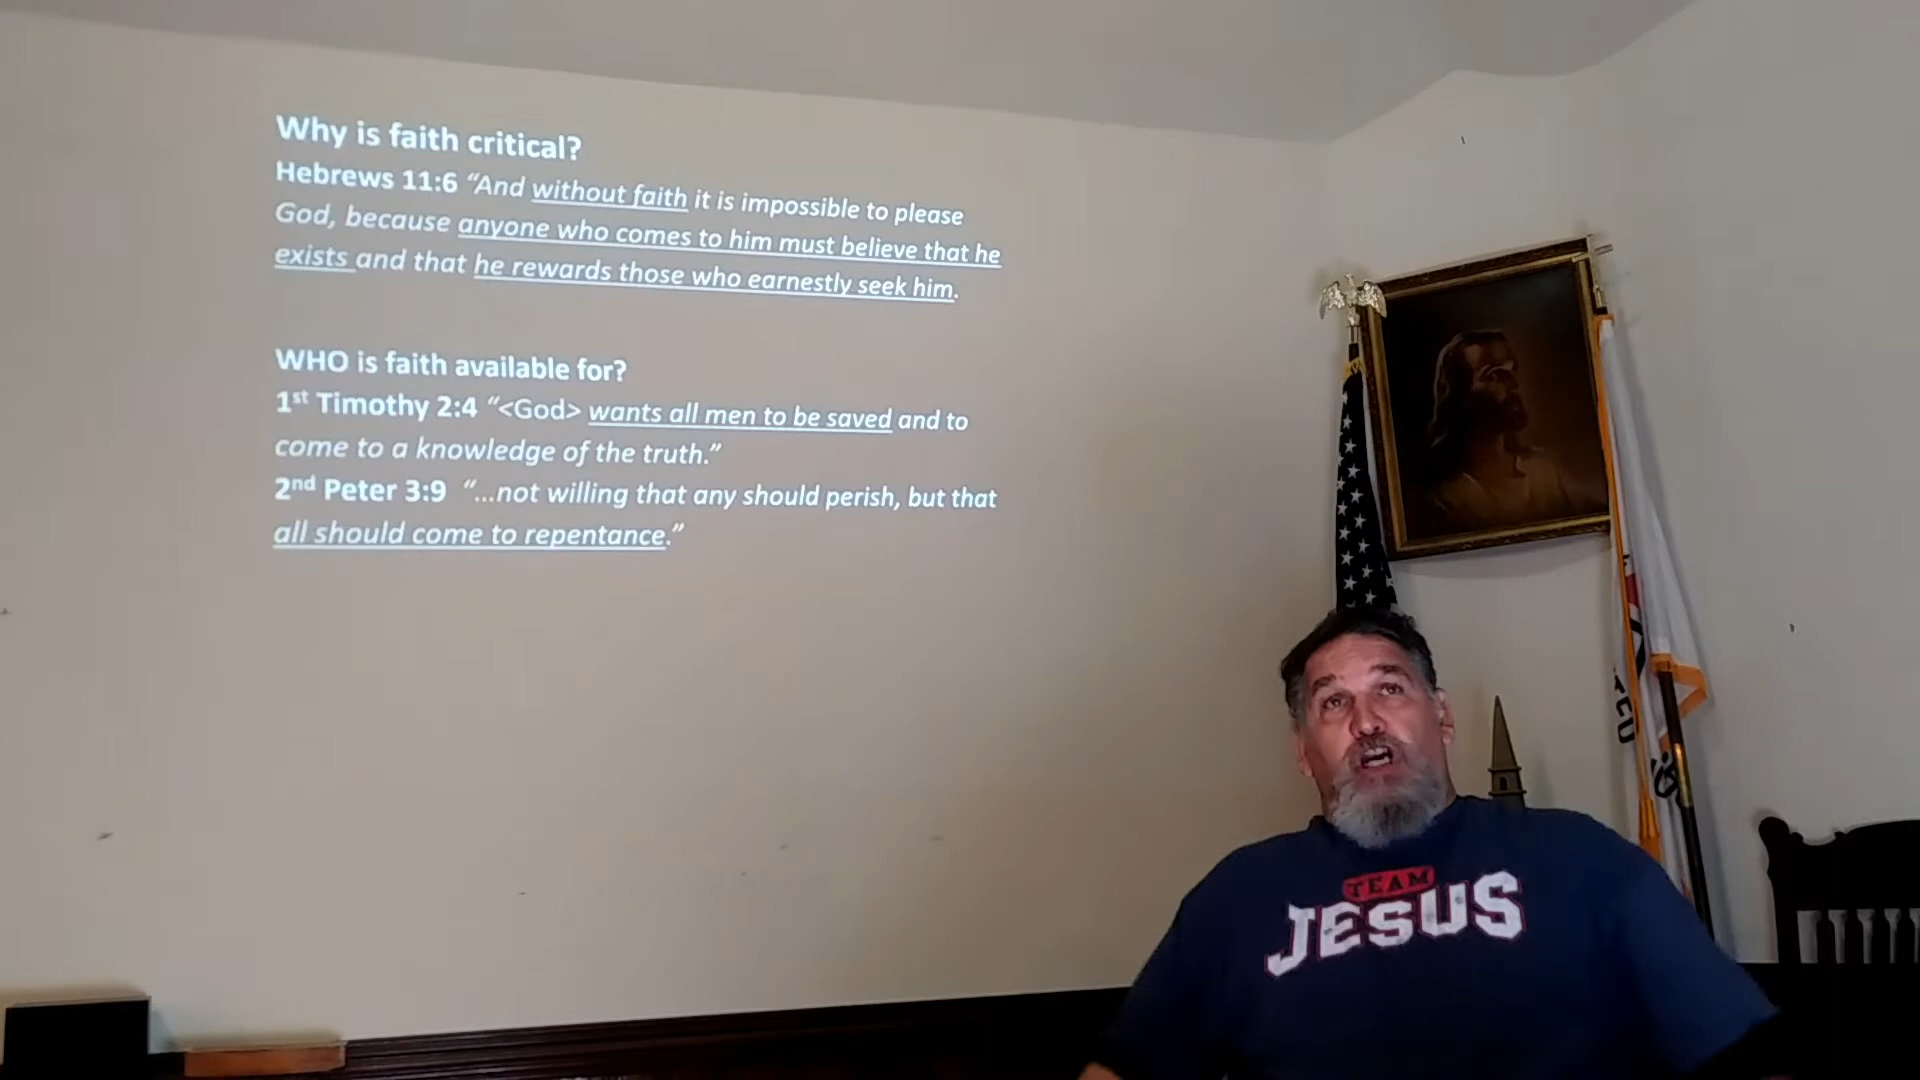 Why is faith critical?
Hebrews 11:6 “And without faith it is impossible to please
God, because anyone who comes to him must believe that he
exists and that he rewards those who earnestly seek him.
WHO is faith available for?
1st Timothy 2:4 “<God> wants all men to be saved and to
come to a knowledge of the truth.”
2nd Peter 3:9 “...not willing that any should perish, but that
all should come to repentance.”
TEAM
JESUS